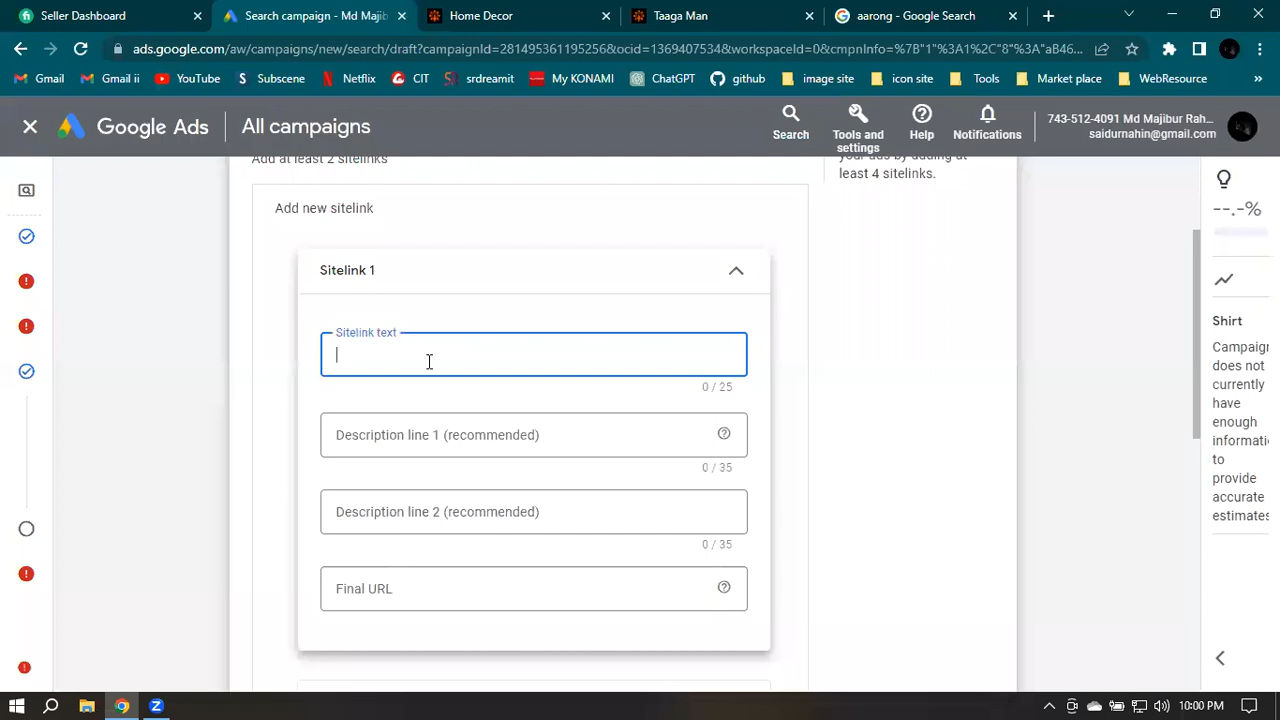 Seller Dashboard
Search campaign - Md Majib
Home Decor
Taaga Man
aarong - Google Search
ads.google.com/aw/campaigns/new/search/draft?campaignId=281495361195256&ocid=13694075334&workspaceId=0&cmpnInfo=%7B"1"%3A1%2C"8"%3A"aB46...
Gmail
Gmail ii
YouTube
Subscene
Netflix
CIT
srdreamit
My KONAMI
ChatGPT
github
image site
icon site
Tools
Market place
WebResource
Google Ads
All campaigns
Search
Tools and
settings
Help
Notifications
743-512-4091 Md Majibur Rah...
saidurnahin@gmail.com
Add at least 2 sitelinks
your ads by adding at
least 4 sitelinks.
Add new sitelink
Sitelink 1
Sitelink text
0 / 25
Description line 1 (recommended)
0 / 35
Description line 2 (recommended)
0 / 35
Final URL
--.-%
Shirt
Campaign
does not
currently
have
enough
informati
to
provide
accurate
estimates
10:00 PM